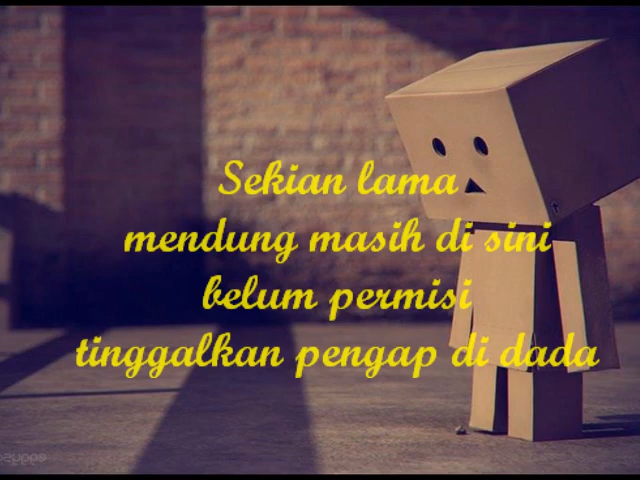 Sekian lama
mendung masih di sini
belum permisi
tinggalkan pengap di dada